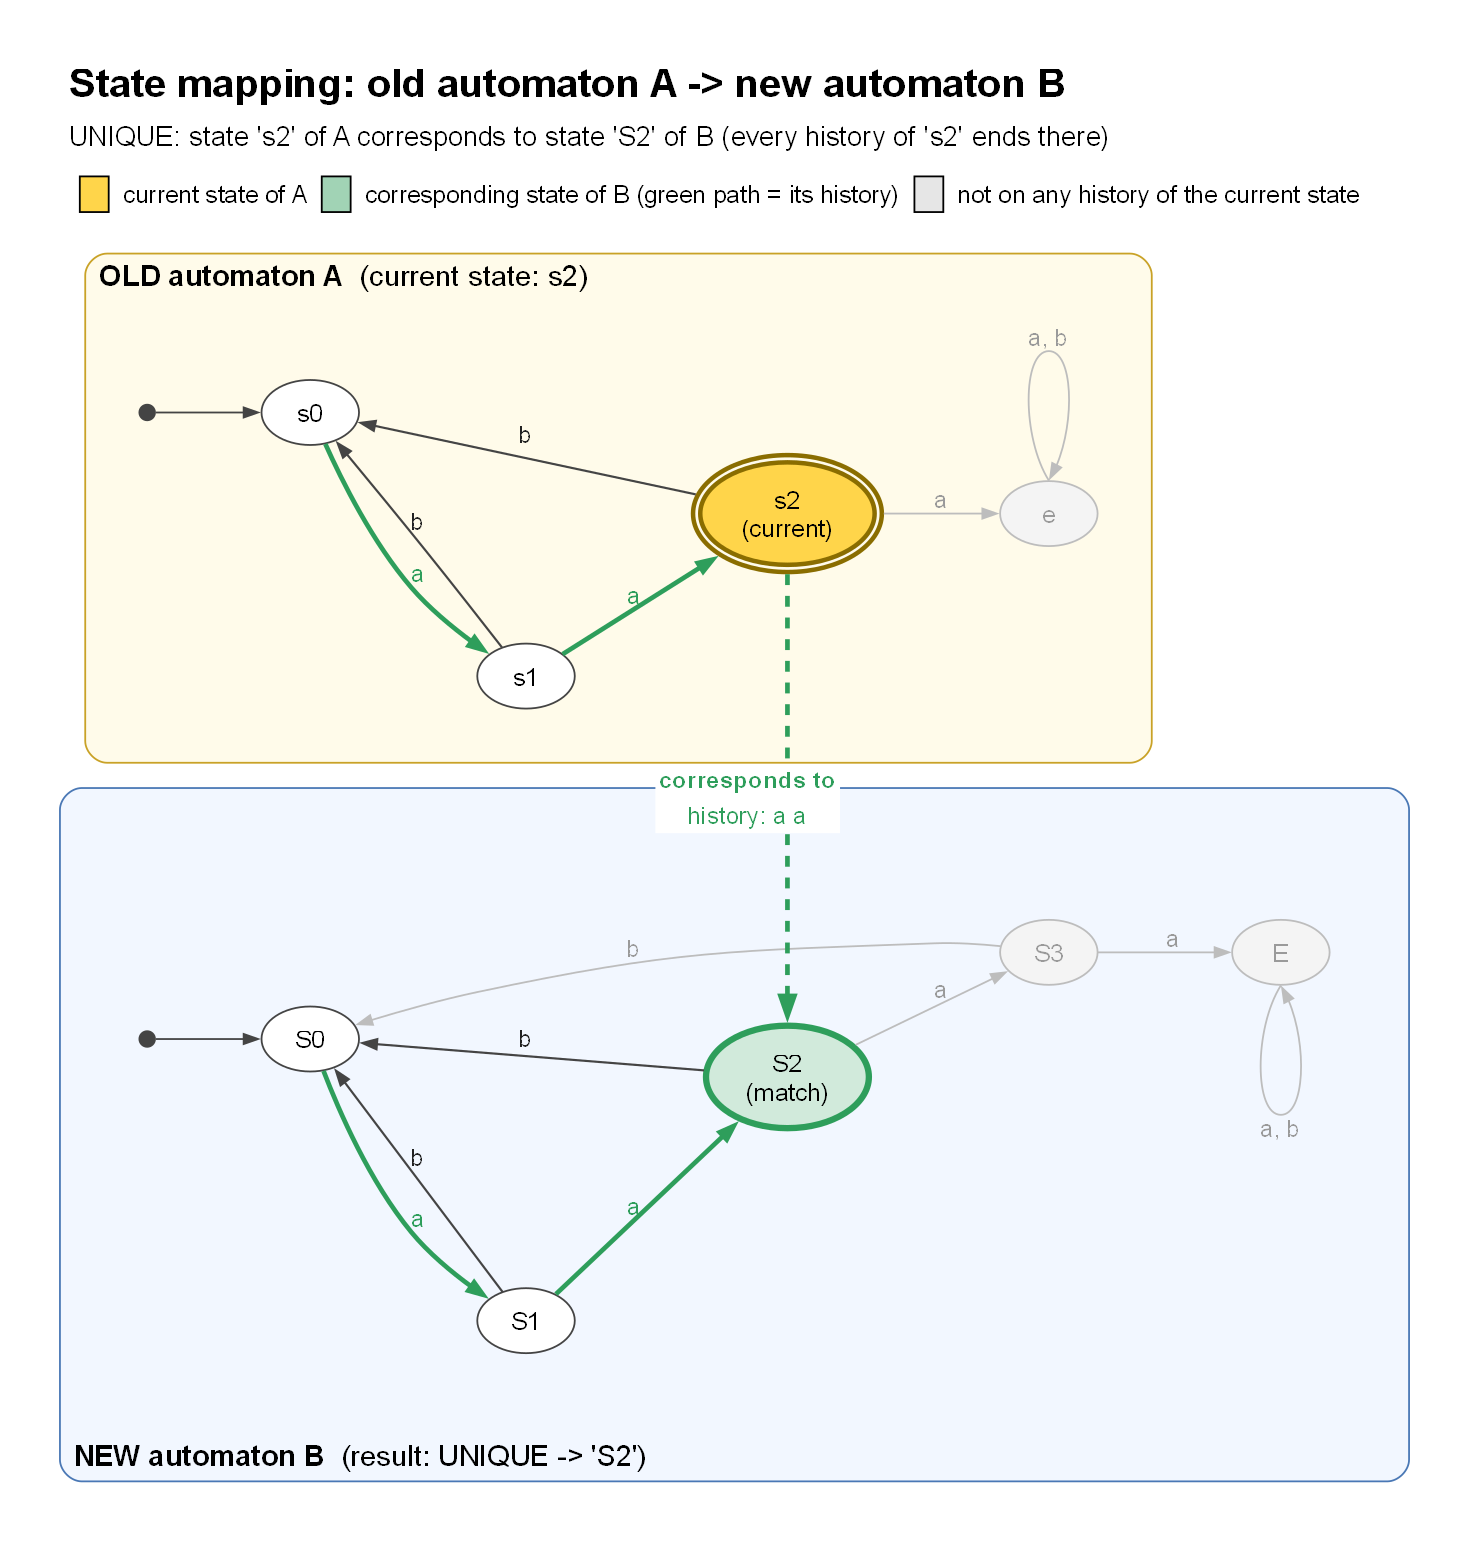 State mapping: old automaton A -> new automaton B
UNIQUE: state 's2' of A corresponds to state 'S2' of B (every history of 's2' ends there)
current state of A
corresponding state of B (green path = its history)
not on any history of the current state
OLD automaton A (current state: s2)
a, b
s0
b
s2
(current)
a
e
b
a
a
s1
corresponds to
history: a a
b
S3
a
E
a
S0
b
S2
(match)
a, b
b
a
a
S1
NEW automaton B (result: UNIQUE -> 'S2')